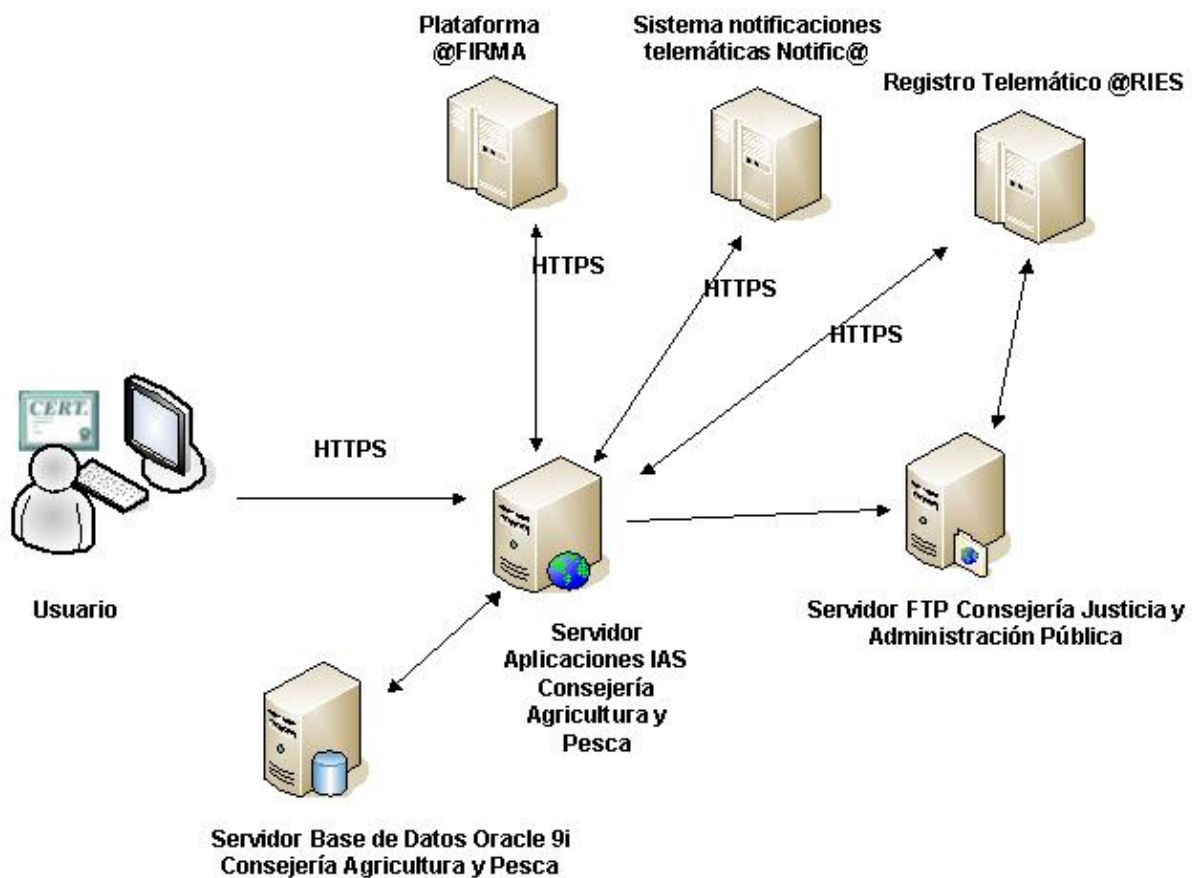 Plataforma
@FIRMA
Sistema notificaciones
telemáticas Notific@
Registro Telemático @RIES
HTTPS
HTTPS
HTTPS
CERT.
HTTPS
Usuario
Servidor
Aplicaciones IAS
Consejería
Agricultura y
Pesca
Servidor FTP Consejería Justicia y
Administración Pública
Servidor Base de Datos Oracle 9i
Consejería Agricultura y Pesca